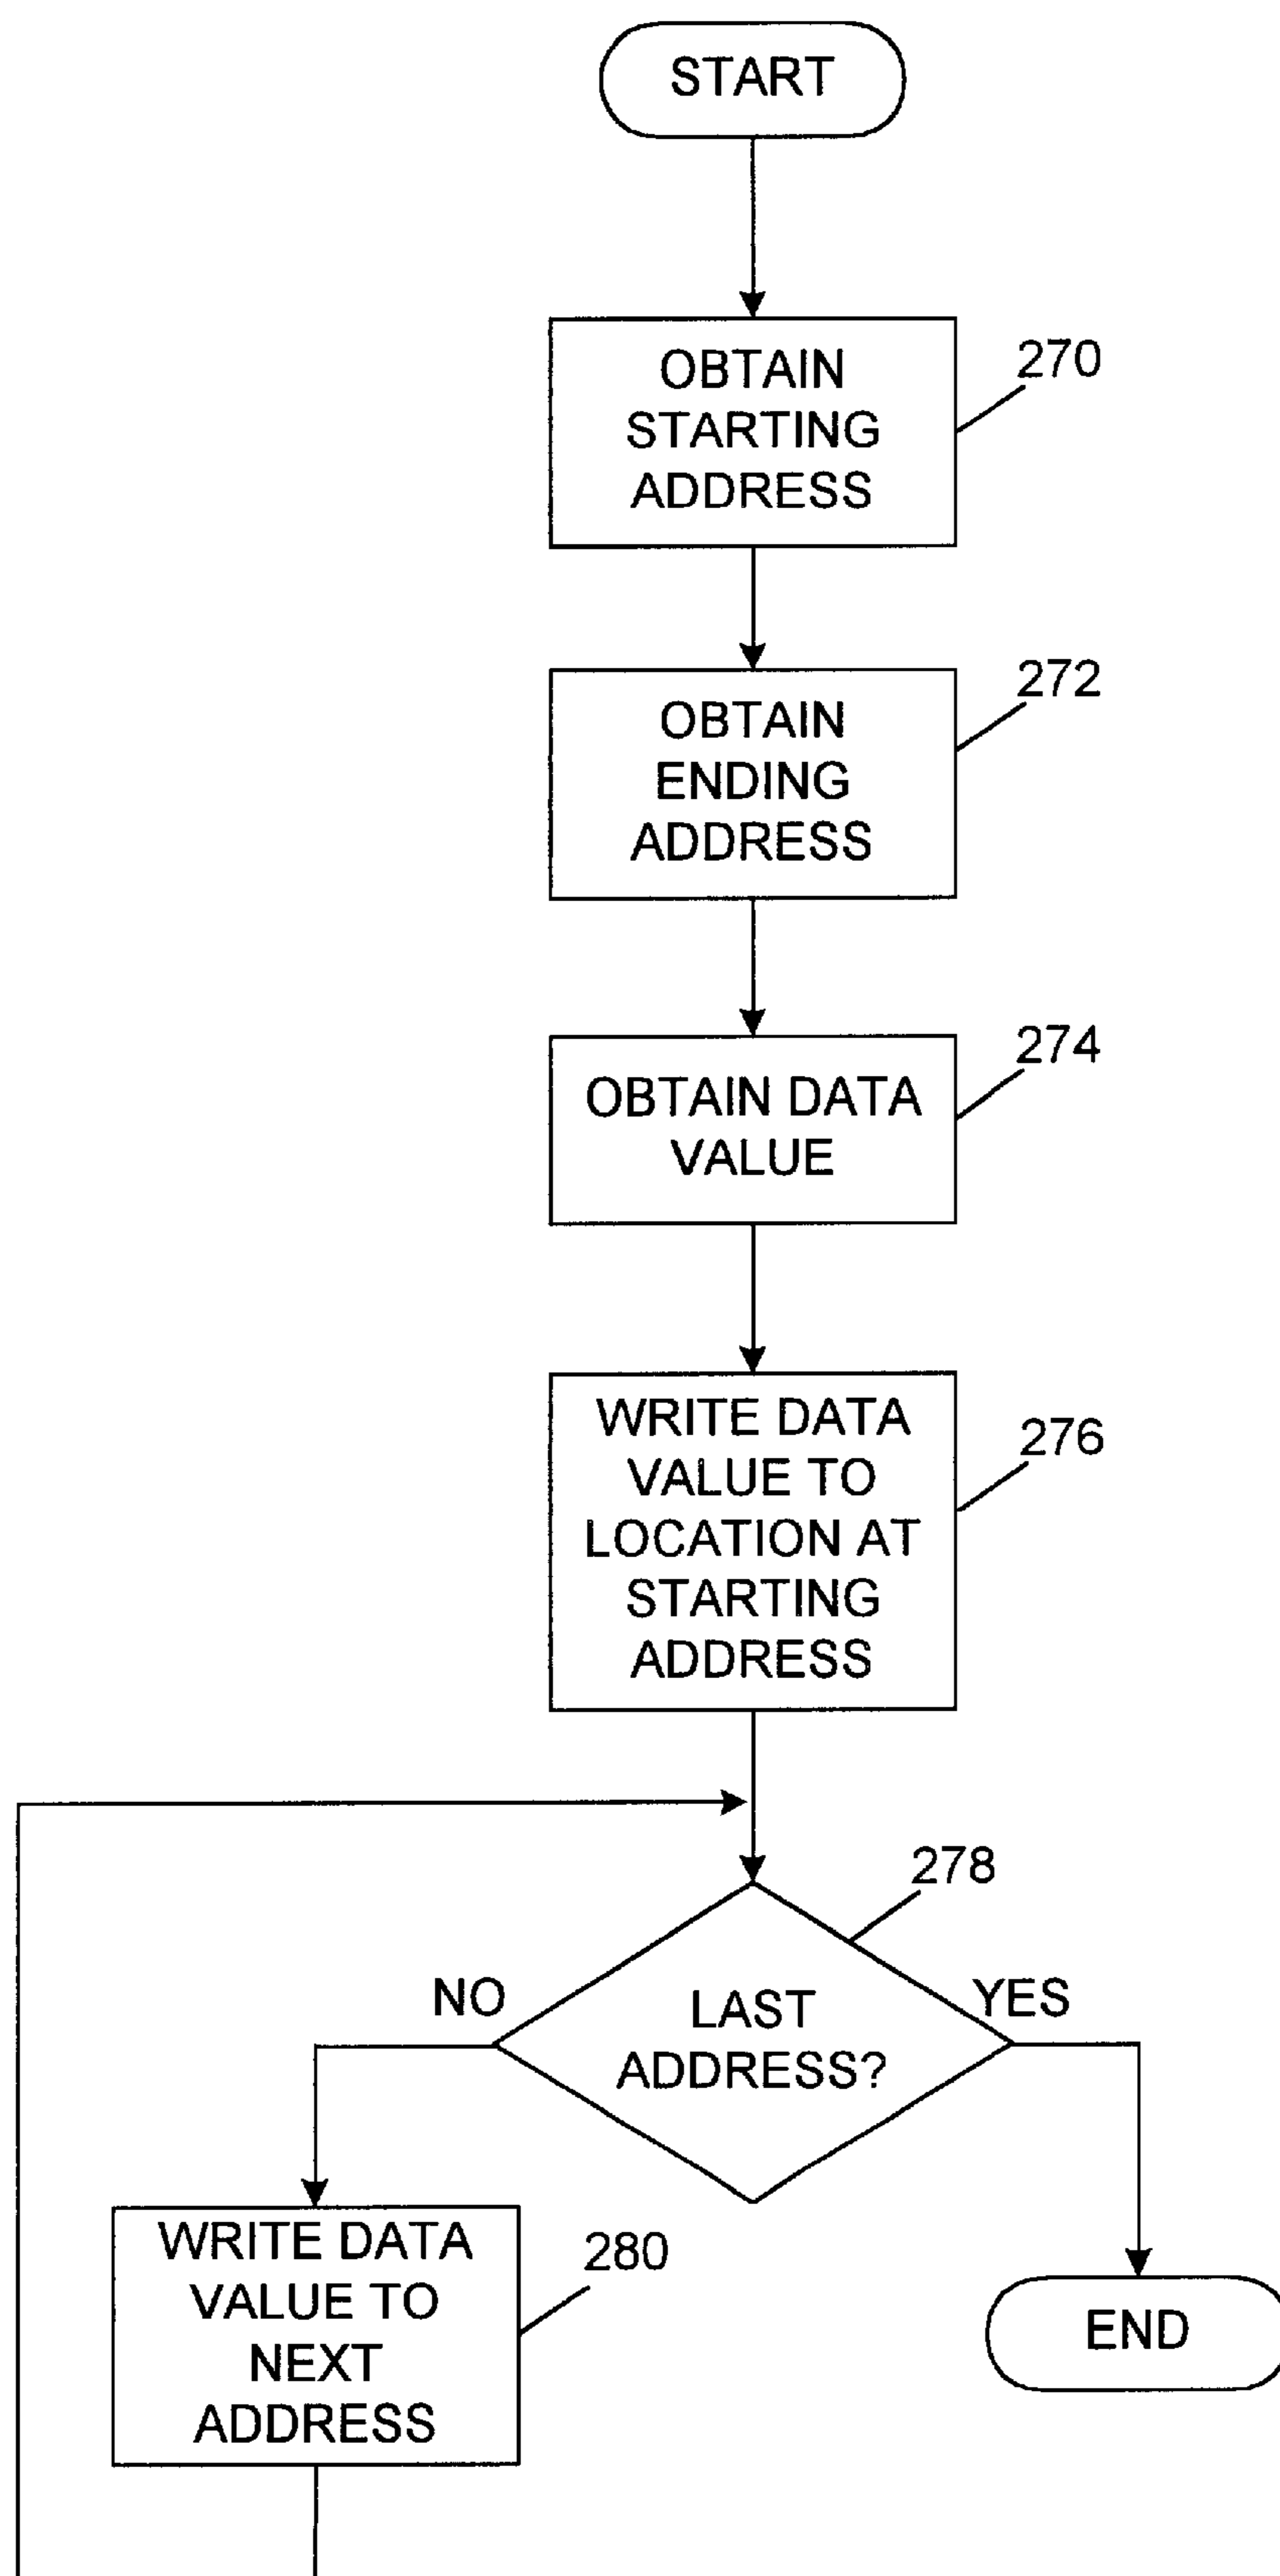 START
OBTAIN
STARTING
ADDRESS
270
OBTAIN
ENDING
ADDRESS
272
OBTAIN DATA
VALUE
274
WRITE DATA
VALUE TO
LOCATION AT
STARTING
ADDRESS
276
278
NO
LAST
ADDRESS?
YES
WRITE DATA
VALUE TO
NEXT
ADDRESS
280
END